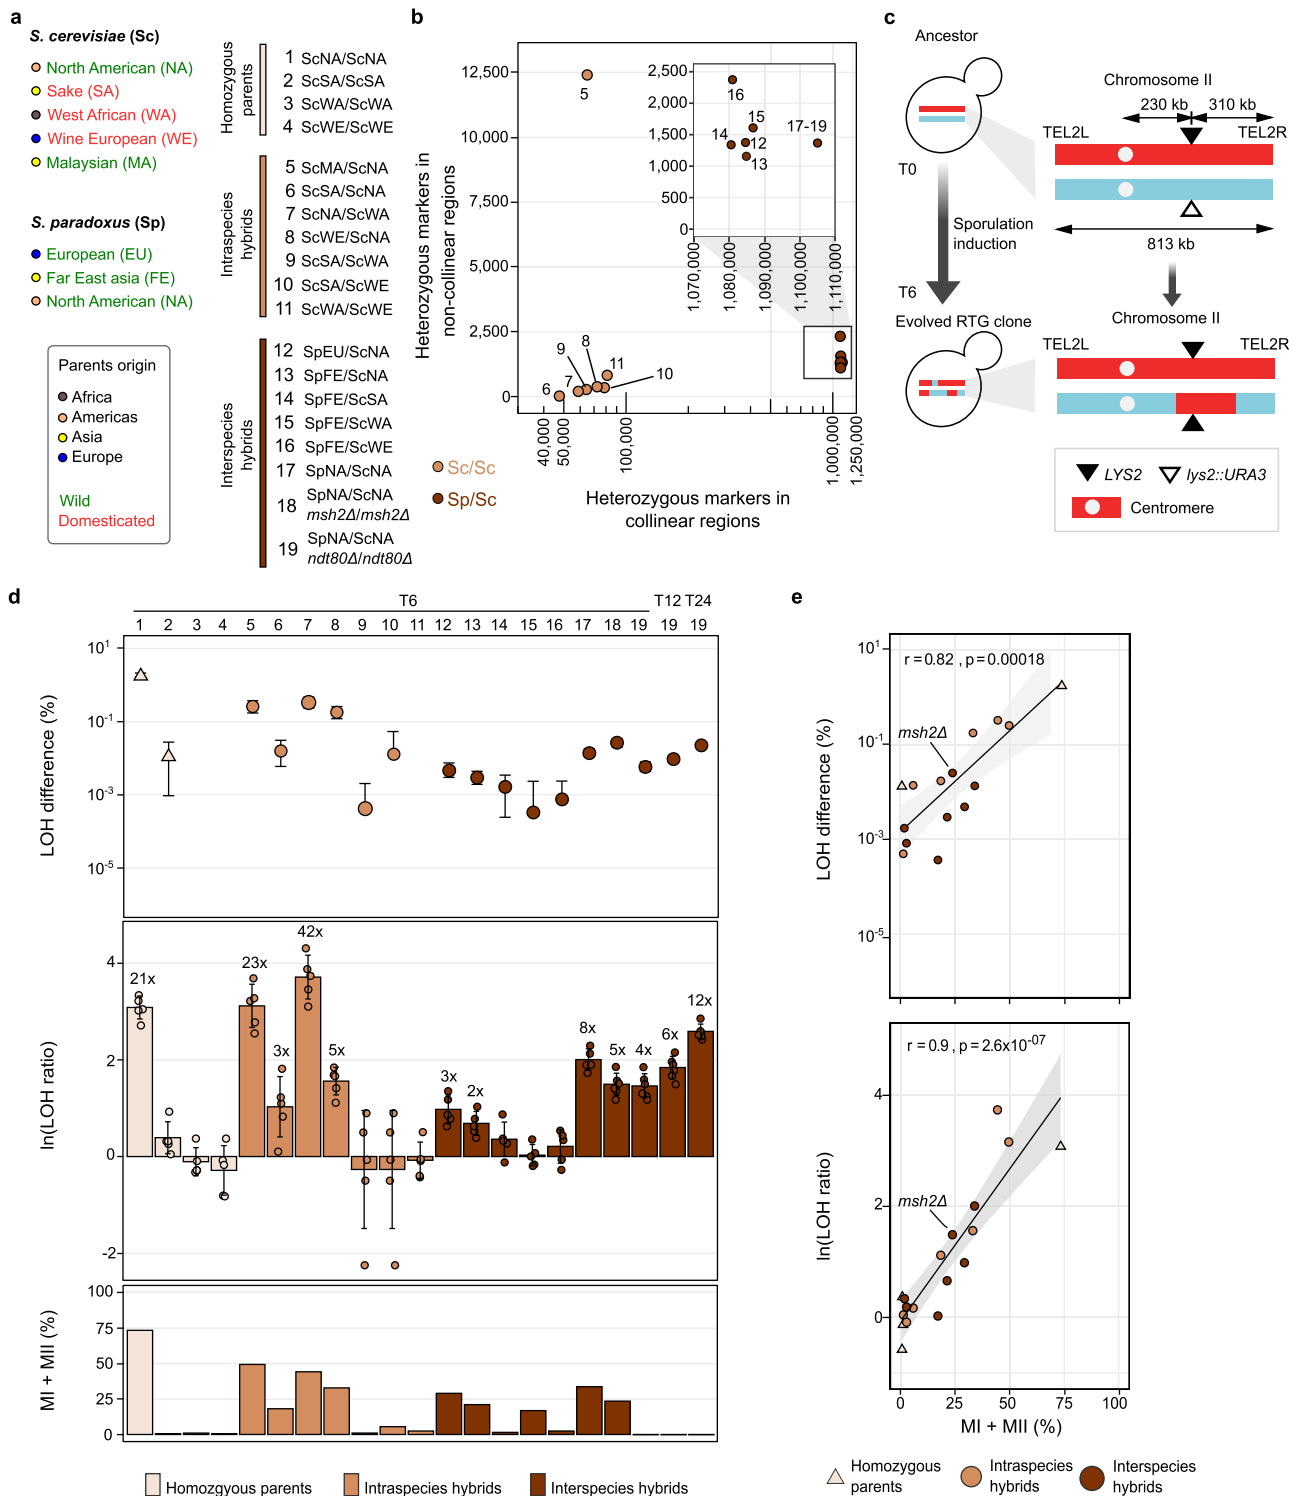 a
S. cerevisiae (Sc)
North American (NA)
Sake (SA)
West African (WA)
Wine European (WE)
Malaysian (MA)
S. paradoxus (Sp)
European (EU)
Far East asia (FE)
North American (NA)
Parents origin
Africa
Americas
Asia
Europe
Wild
Domesticated
Homozygous parents
1 ScNA/ScNA
2 ScSA/ScSA
3 ScWA/ScWA
4 ScWE/ScWE
Intraspecies hybrids
5 ScMA/ScNA
6 ScSA/ScNA
7 ScNA/ScWA
8 ScWE/ScNA
9 ScSA/ScWA
10 ScSA/ScWE
11 ScWA/ScWE
Interspecies hybrids
12 SpEU/ScNA
13 SpFE/ScNA
14 SpFE/ScSA
15 SpFE/ScWA
16 SpFE/ScWE
17 SpNA/ScNA
18 SpNA/ScNA
msh2Δ/msh2Δ
19 SpNA/ScNA
ndt80Δ/ndt80Δ
b
Heterozygous markers in
non-collinear regions
12,500
10,000
7,500
5,000
2,500
0
5
6
7
9
8
11
10
2,500
2,000
1,500
1,000
500
0
16
15
14
12
13
17-19
1,070,000
1,080,000
1,090,000
1,100,000
1,110,000
40,000
50,000
100,000
1,000,000
1,250,000
Heterozygous markers in
collinear regions
Sc/Sc
Sp/Sc
c
Ancestor
T0
Sporulation
induction
T6
Evolved RTG clone
Chromosome II
230 kb 310 kb
TEL2L TEL2R
813 kb
Chromosome II
TEL2L TEL2R
LYS2 lys2::URA3
Centromere
d
T6 T12 T24
1 2 3 4 5 6 7 8 9 10 11 12 13 14 15 16 17 18 19 19 19
LOH difference (%)
10¹
10⁻¹
10⁻³
10⁻⁵
ln(LOH ratio)
4
2
0
-2
21x
23x
3x
42x
5x
3x
2x
8x
5x
4x
6x
12x
MI + MII (%)
100
75
50
25
0
Homozgyous parents Intraspecies hybrids Interspecies hybrids
e
LOH difference (%)
10¹
10⁻¹
10⁻³
10⁻⁵
r=0.82 , p=0.00018
msh2Δ
ln(LOH ratio)
4
2
0
r=0.9 , p=2.6x10⁻⁰⁷
msh2Δ
0 25 50 75 100
MI + MII (%)
Homozygous parents
Intraspecies hybrids
Interspecies hybrids